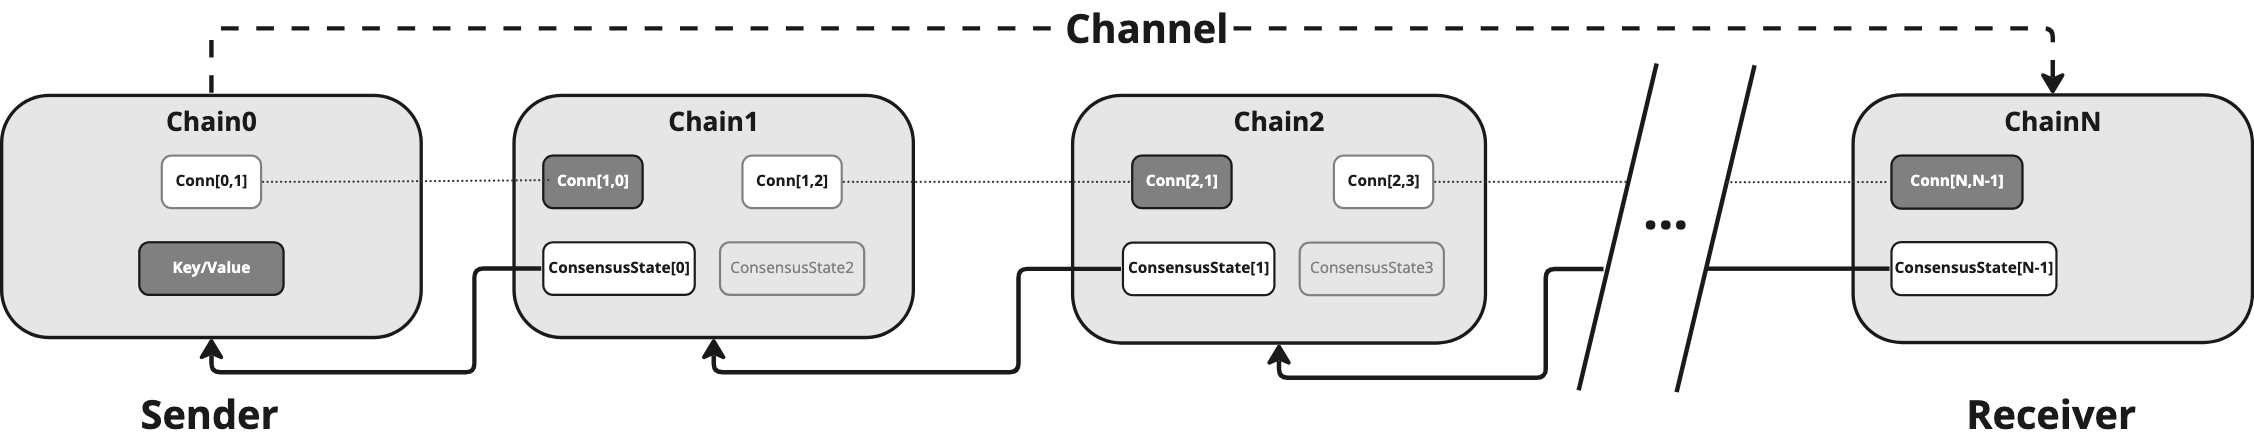 Channel
Chain0
Chain1
Chain2
ChainN
Conn[0,1]
Conn[1,0]
Conn[1,2]
Conn[2,1]
Conn[2,3]
Conn[N,N-1]
...
Key/Value
ConsensusState[0]
ConsensusState2
ConsensusState[1]
ConsensusState3
ConsensusState[N-1]
Sender
Receiver